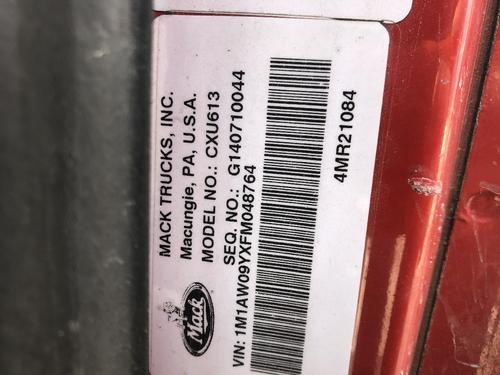 MACK TRUCKS, INC.
Macungie, PA, U.S.A.
MODEL NO.: CXU613
SEQ. NO.: G140710044
VIN: 1M1AW09YXFM048764
4MR21084
Mack